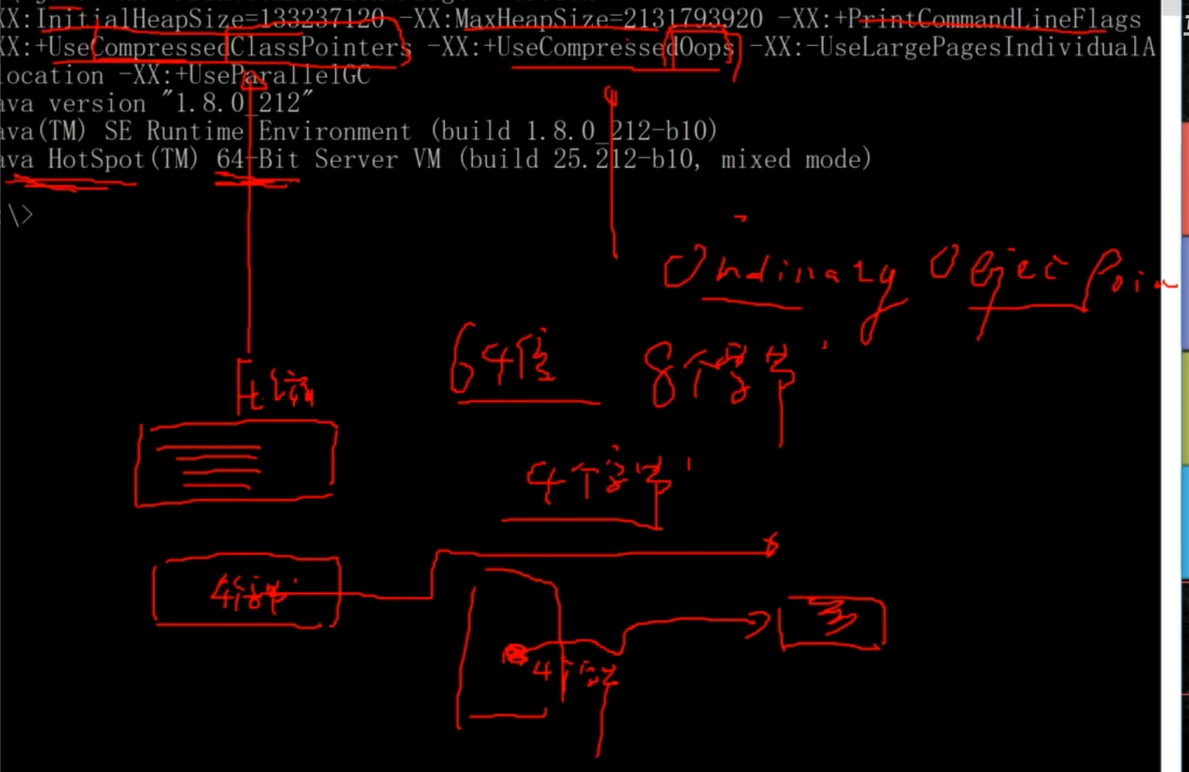 XX:InitialHeapSize=133237120 -XX:MaxHeapSize=2131793920 -XX:+PrintCommandLineFlags
XX:+UseCompressedClassPointers -XX:+UseCompressedOops -XX:-UseLargePagesIndividualA
location -XX:+UseParallelGC
ava version "1.8.0_212"
ava(TM) SE Runtime Environment (build 1.8.0_212-b10)
ava HotSpot(TM) 64-Bit Server VM (build 25.212-b10, mixed mode)
:\>
Ordinary Object Poin
64位 8个字节
压缩
4个字节
4个字节
4个字节